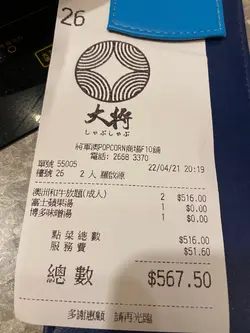 26
大將
しゃぶしゃぶ
將軍澳POPCORN商場F10舖
電話: 2658 3370
單號 55005 22/04/21 20:19
檯號 26 2 人 羅啟源
澳洲和牛放題(成人) 2 $516.00
富士蘋果湯 1 $0.00
博多味噌湯 1 $0.00
點菜總數 $516.00
服務費 $51.60
總數 $567.50
多謝惠顧 請再光臨